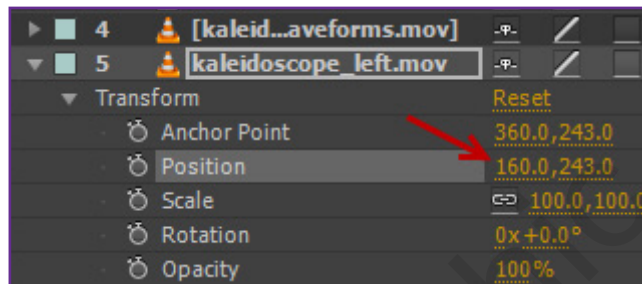 4 [kaleid...aveforms.mov]
5 kaleidoscope_left.mov
Transform Reset
Anchor Point 360.0,243.0
Position 160.0,243.0
Scale 100.0,100.0
Rotation 0x+0.0°
Opacity 100%